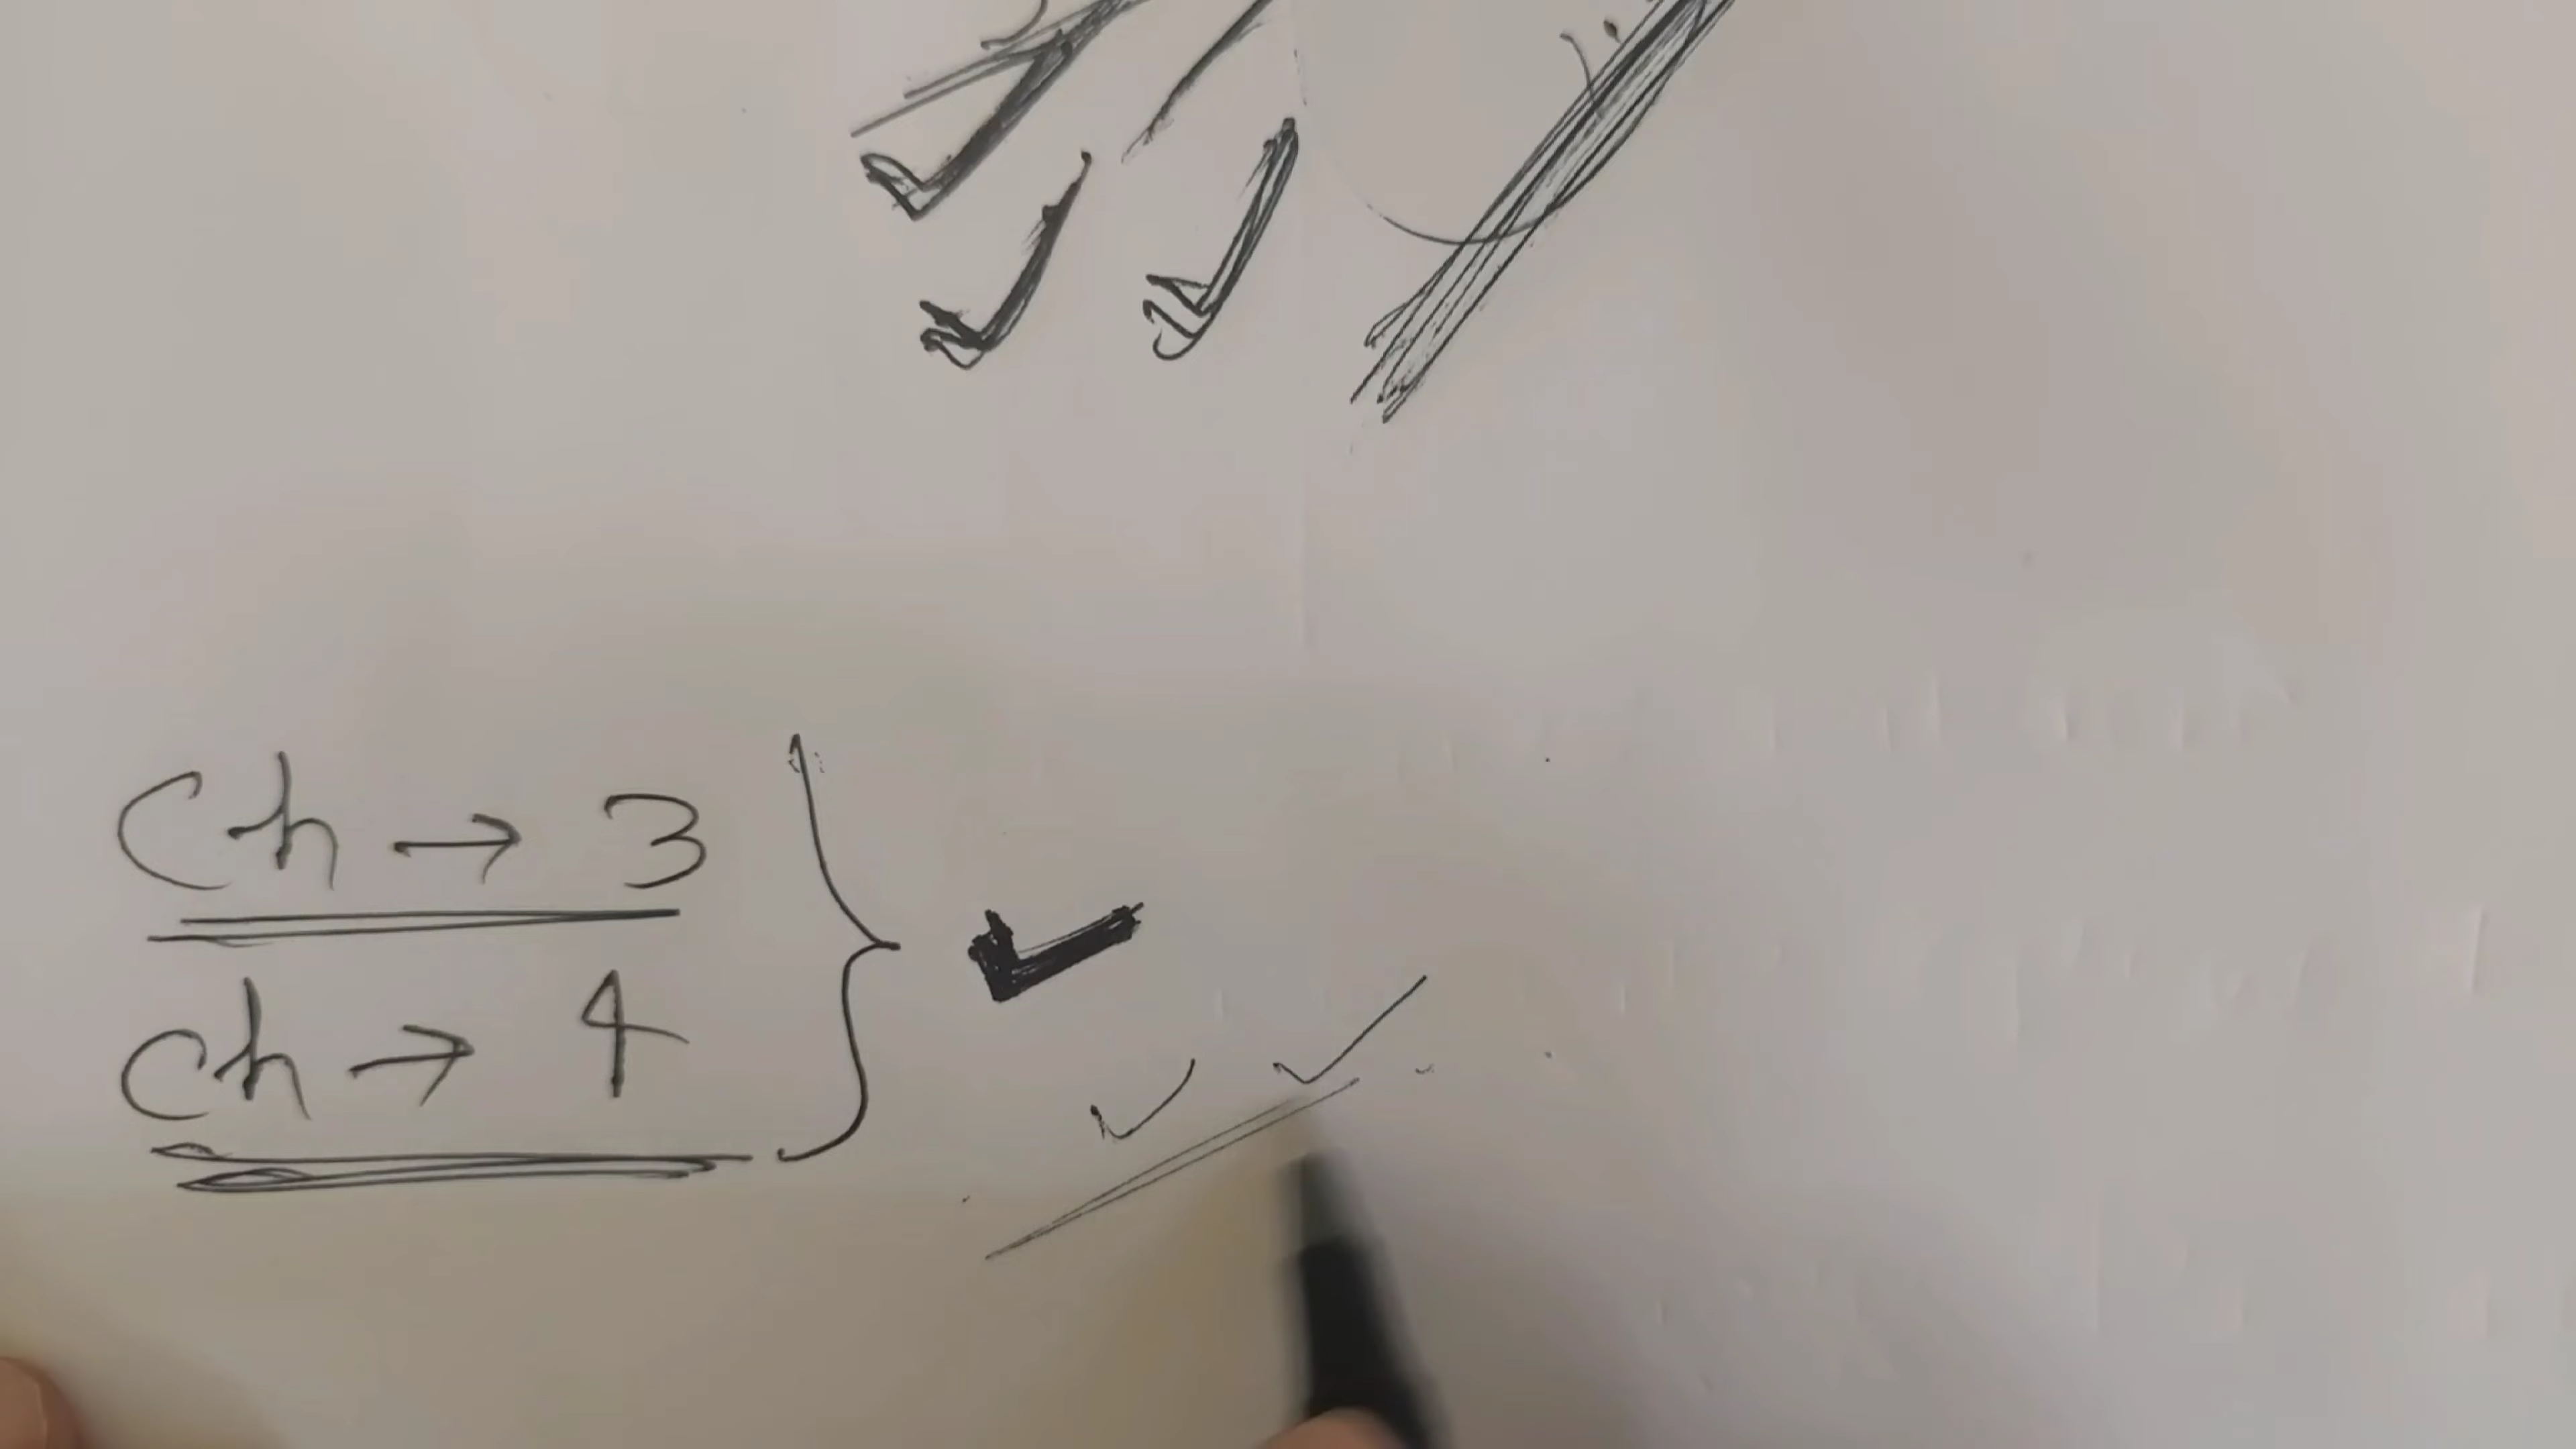 Ch → 3
Ch → 4